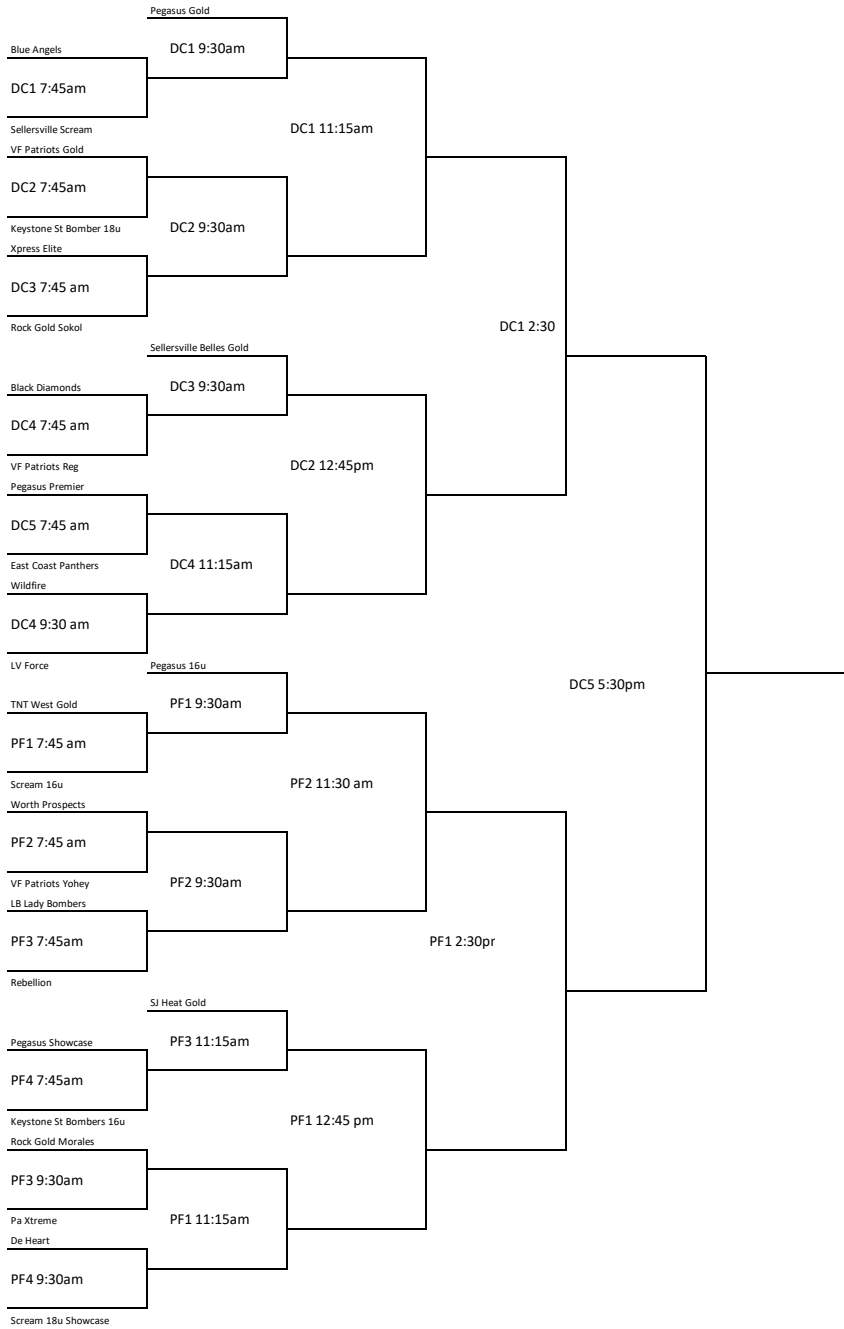 Pegasus Gold
DC1 9:30am
Blue Angels
DC1 7:45am
DC1 11:15am
Sellersville Scream
VF Patriots Gold
DC2 7:45am
DC2 9:30am
Keystone St Bomber 18u
Xpress Elite
DC3 7:45 am
Rock Gold Sokol
DC1 2:30
Sellersville Belles Gold
DC3 9:30am
Black Diamonds
DC4 7:45 am
DC2 12:45pm
VF Patriots Reg
Pegasus Premier
DC5 7:45 am
DC4 11:15am
East Coast Panthers
Wildfire
DC4 9:30 am
LV Force
Pegasus 16u
DC5 5:30pm
PF1 9:30am
TNT West Gold
PF1 7:45 am
PF2 11:30 am
Scream 16u
Worth Prospects
PF2 7:45 am
PF2 9:30am
VF Patriots Yohey
LB Lady Bombers
PF3 7:45am
PF1 2:30pr
Rebellion
SJ Heat Gold
PF3 11:15am
Pegasus Showcase
PF4 7:45am
PF1 12:45 pm
Keystone St Bombers 16u
Rock Gold Morales
PF3 9:30am
PF1 11:15am
Pa Xtreme
De Heart
PF4 9:30am
Scream 18u Showcase